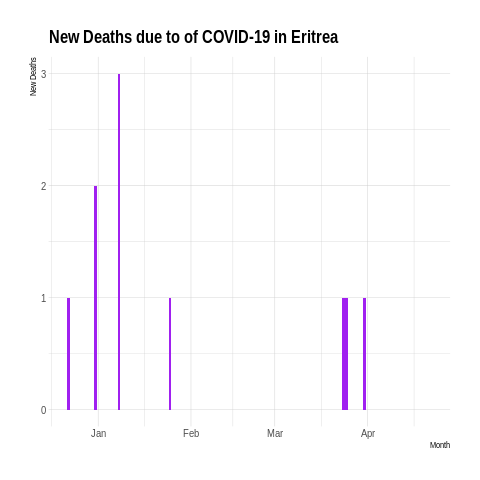 New Deaths due to of COVID-19 in Eritrea
New Deaths
3
2
1
0
Jan Feb Mar Apr
Month